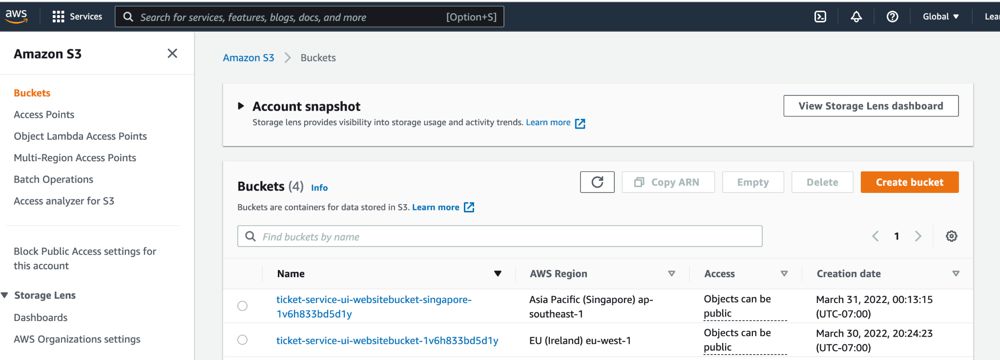 aws
Services
Search for services, features, blogs, docs, and more
[Option+S]
Global
Amazon S3
Buckets
Access Points
Object Lambda Access Points
Multi-Region Access Points
Batch Operations
Access analyzer for S3
Block Public Access settings for
this account
Storage Lens
Dashboards
AWS Organizations settings
Amazon S3 > Buckets
Account snapshot
Storage lens provides visibility into storage usage and activity trends. Learn more
View Storage Lens dashboard
Buckets (4) Info
Buckets are containers for data stored in S3. Learn more
Copy ARN
Empty
Delete
Create bucket
Find buckets by name
1
Name
AWS Region
Access
Creation date
ticket-service-ui-websitebucket-singapore-
1v6h833bd5d1y
Asia Pacific (Singapore) ap-
southeast-1
Objects can be
public
March 31, 2022, 00:13:15
(UTC-07:00)
ticket-service-ui-websitebucket-1v6h833bd5d1y
EU (Ireland) eu-west-1
Objects can be
public
March 30, 2022, 20:24:23
(UTC-07:00)